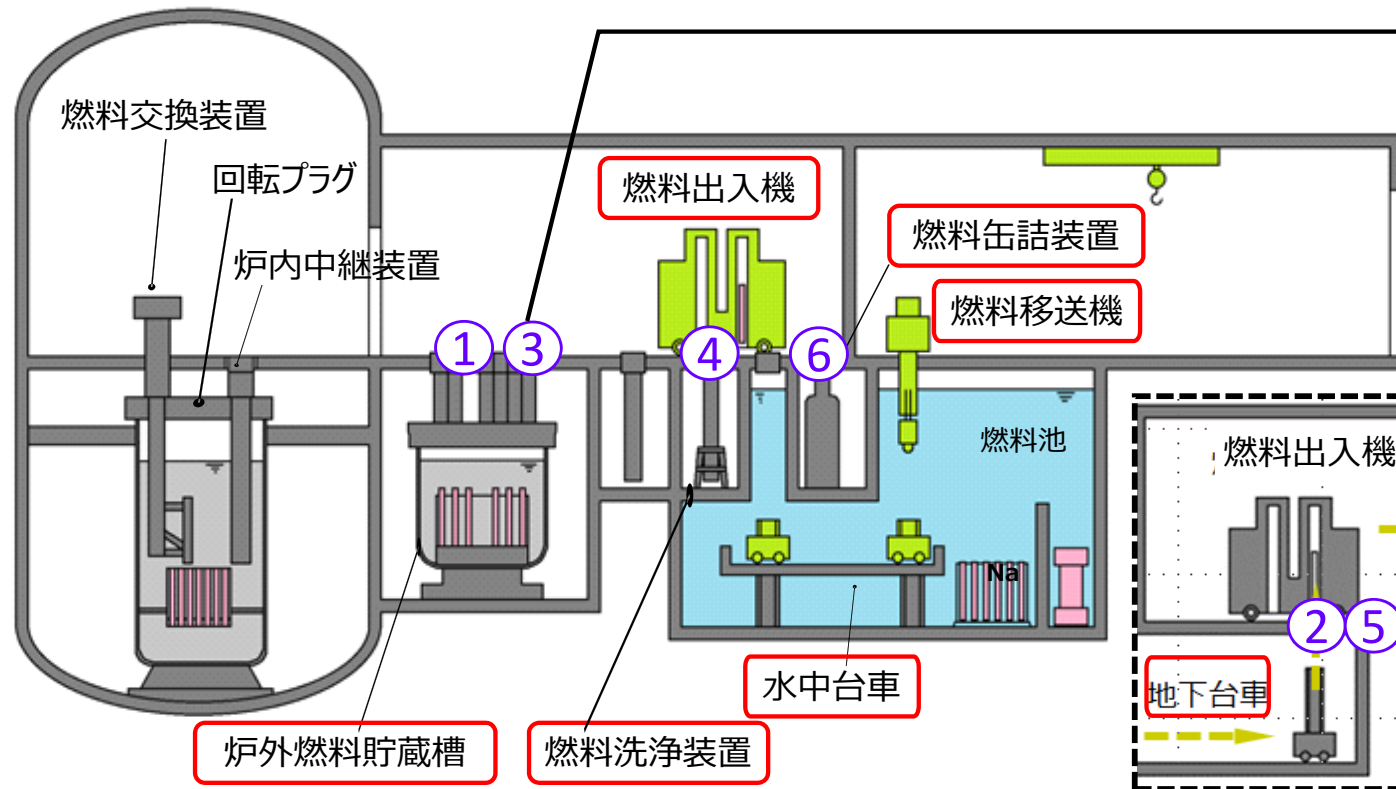 燃料交換装置
回転プラグ
炉内中継装置
燃料出入機
燃料缶詰装置
燃料移送機
①
③
④
⑥
燃料池
Na
燃料出入機
②
⑤
地下台車
水中台車
炉外燃料貯蔵槽
燃料洗浄装置